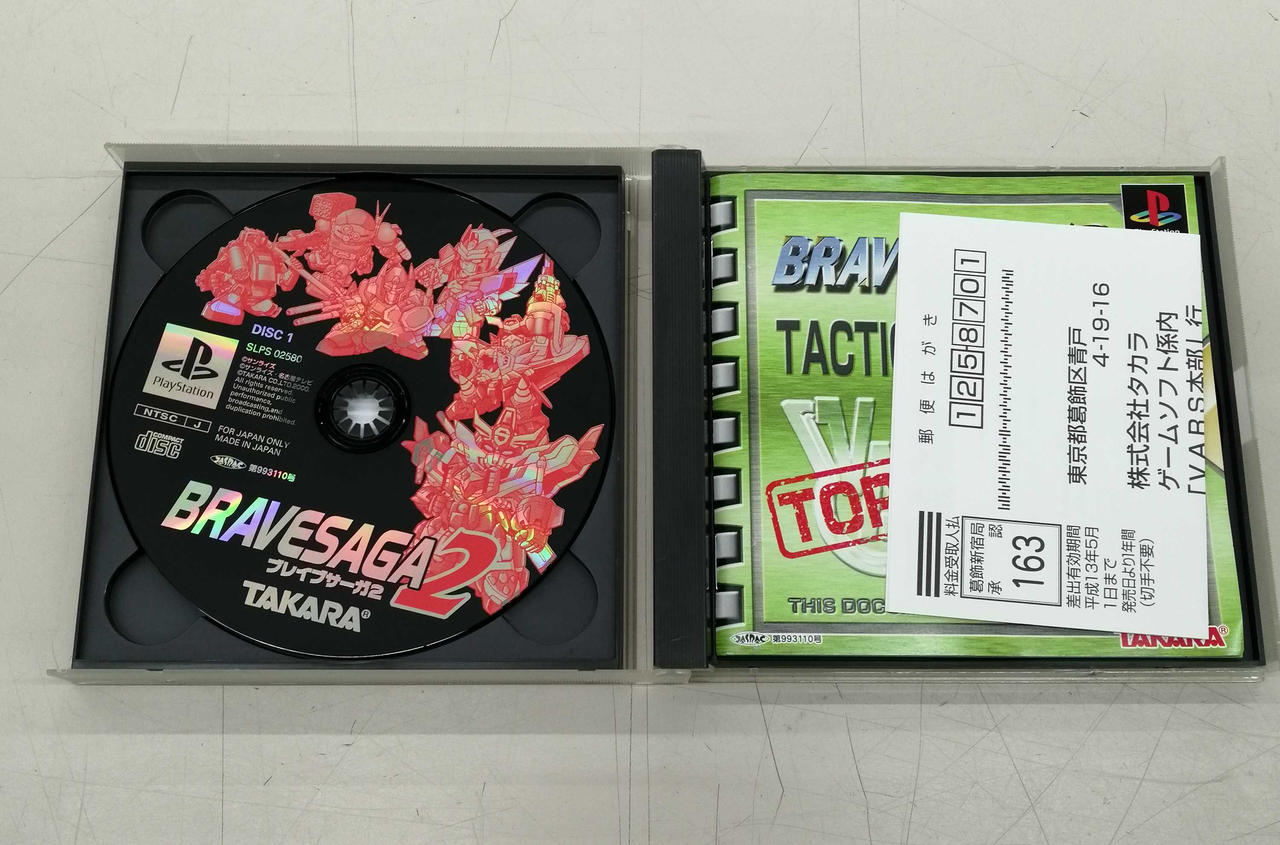 DISC 1
SLPS 02580
©サンライズ
©サンライズ・名古屋テレビ
©TAKARA CO.,LTD.2000.
All rights reserved.
Unauthorized public
performance,
broadcasting,and
duplication prohibited.
PlayStation
NTSC J
FOR JAPAN ONLY
MADE IN JAPAN
COMPACT
disc
JASRAC 第993110号
BRAVESAGA 2
ブレイブサーガ2
TAKARA®
BRAV
TACTI
TOP
THIS DOC
JASRAC 第993110号
TAKARA®
郵便はがき
1258701
東京都葛飾区青戸
4-19-16
株式会社タカラ
ゲームソフト係内
「VARS本部」行
料金受取人払
葛飾新宿局
承認
163
差出有効期間
平成13年5月
1日まで
発売日より1年間
(切手不要)